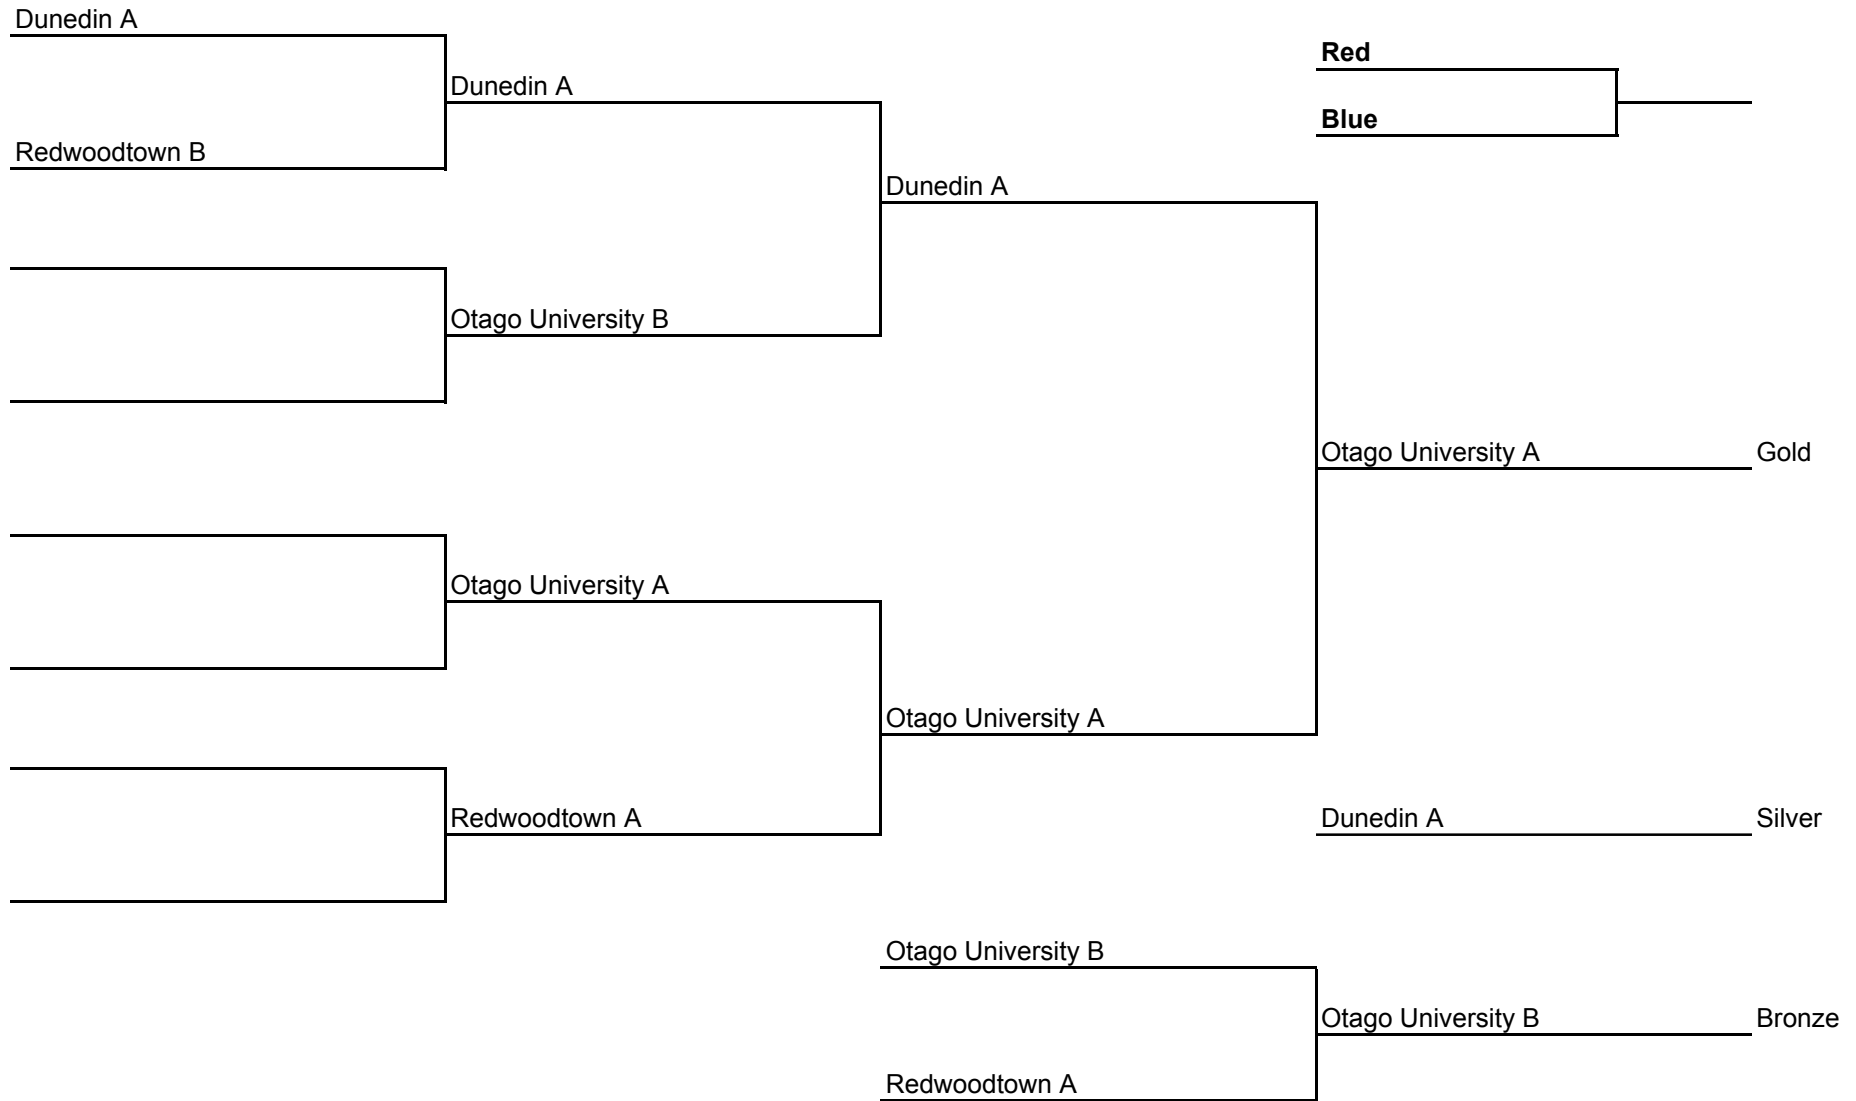 Dunedin A
Red
Dunedin A
Blue
Redwoodtown B
Dunedin A
Otago University B
Otago University A Gold
Otago University A
Otago University A
Redwoodtown A Dunedin A Silver
Otago University B
Otago University B Bronze
Redwoodtown A